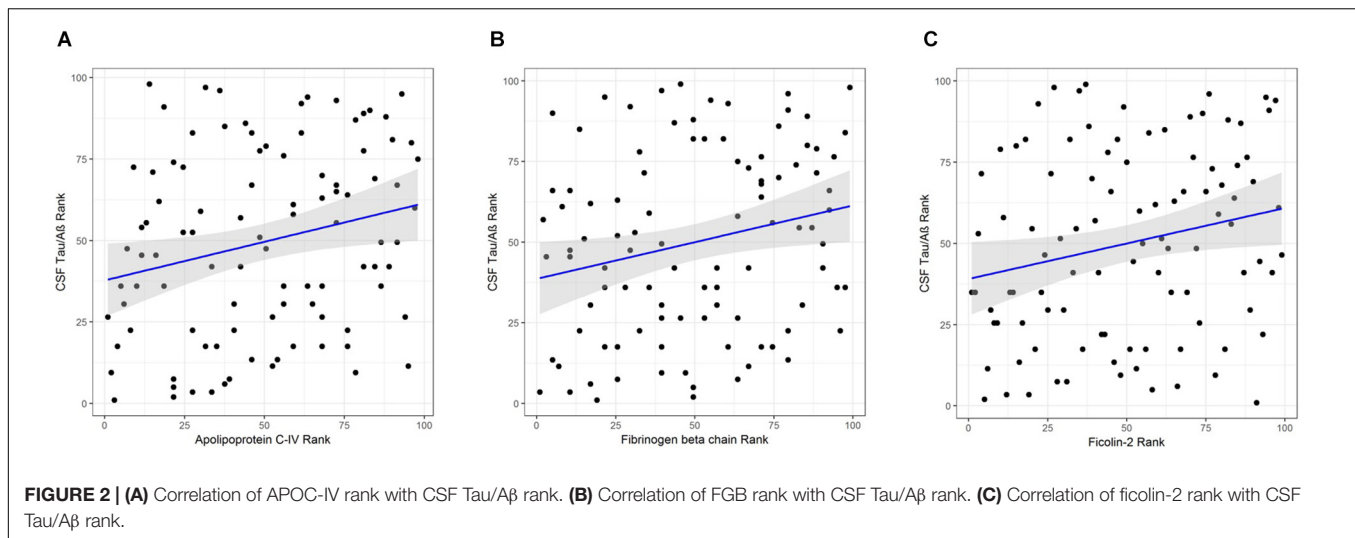 A
B
C
100
75
50
25
0
CSF Tau/Aβ Rank
0 25 50 75 100
Apolipoprotein C-IV Rank
100
75
50
25
0
CSF Tau/Aß Rank
0 25 50 75 100
Fibrinogen beta chain Rank
100
75
50
25
0
CSF Tau/Aß Rank
0 25 50 75 100
Ficolin-2 Rank
FIGURE 2 | (A) Correlation of APOC-IV rank with CSF Tau/Aβ rank. (B) Correlation of FGB rank with CSF Tau/Aβ rank. (C) Correlation of ficolin-2 rank with CSF
Tau/Aβ rank.